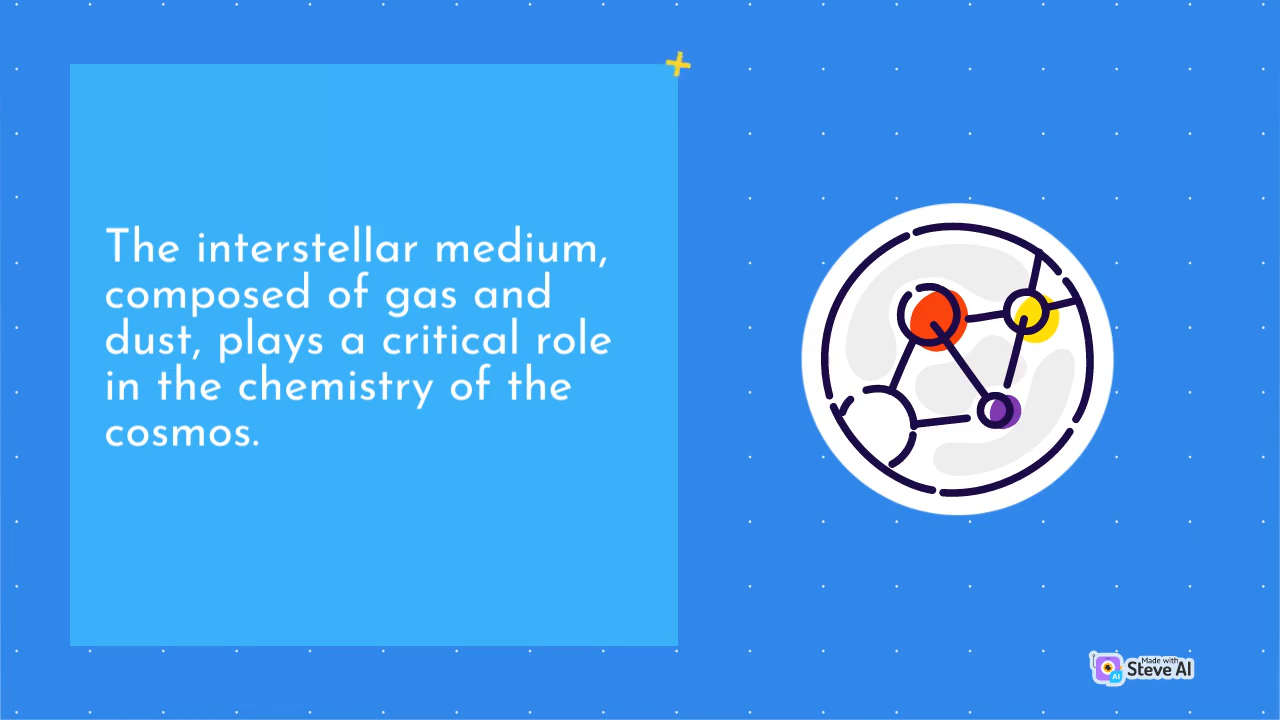 The interstellar medium,
composed of gas and
dust, plays a critical role
in the chemistry of the
cosmos.
Made with
Steve AI
AI